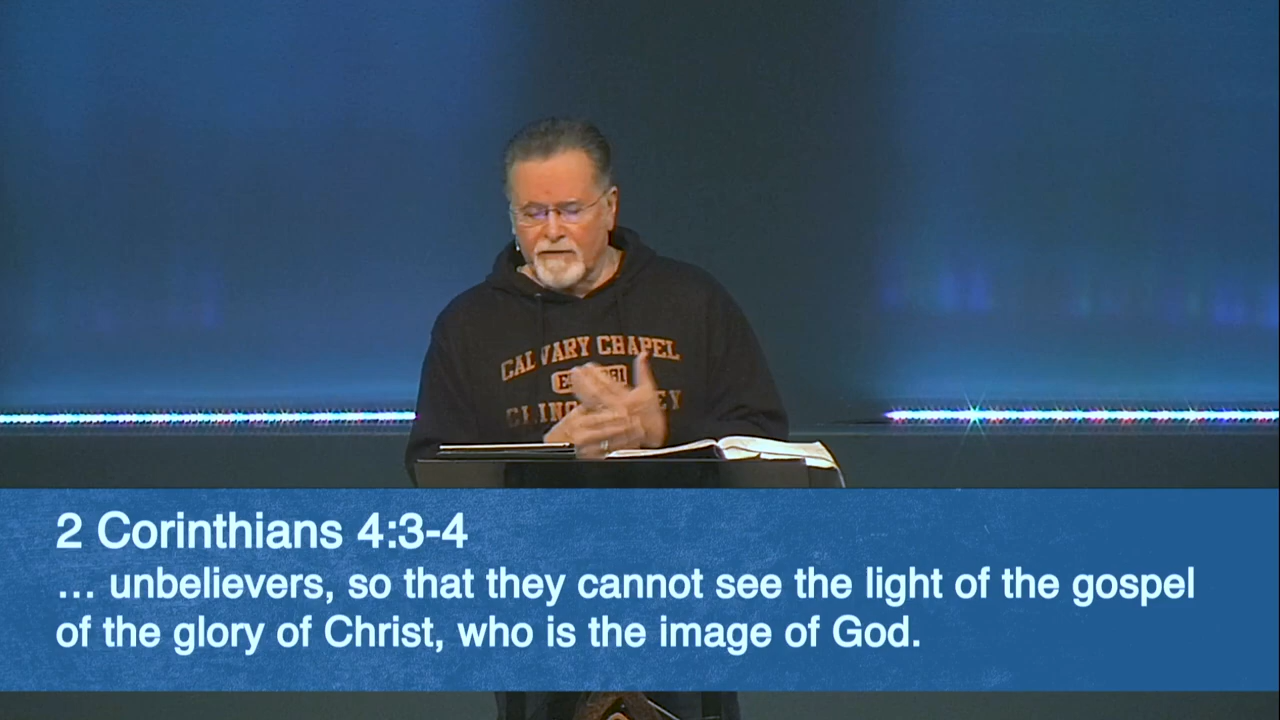 CALVARY CHAPEL
2 Corinthians 4:3-4
… unbelievers, so that they cannot see the light of the gospel
of the glory of Christ, who is the image of God.